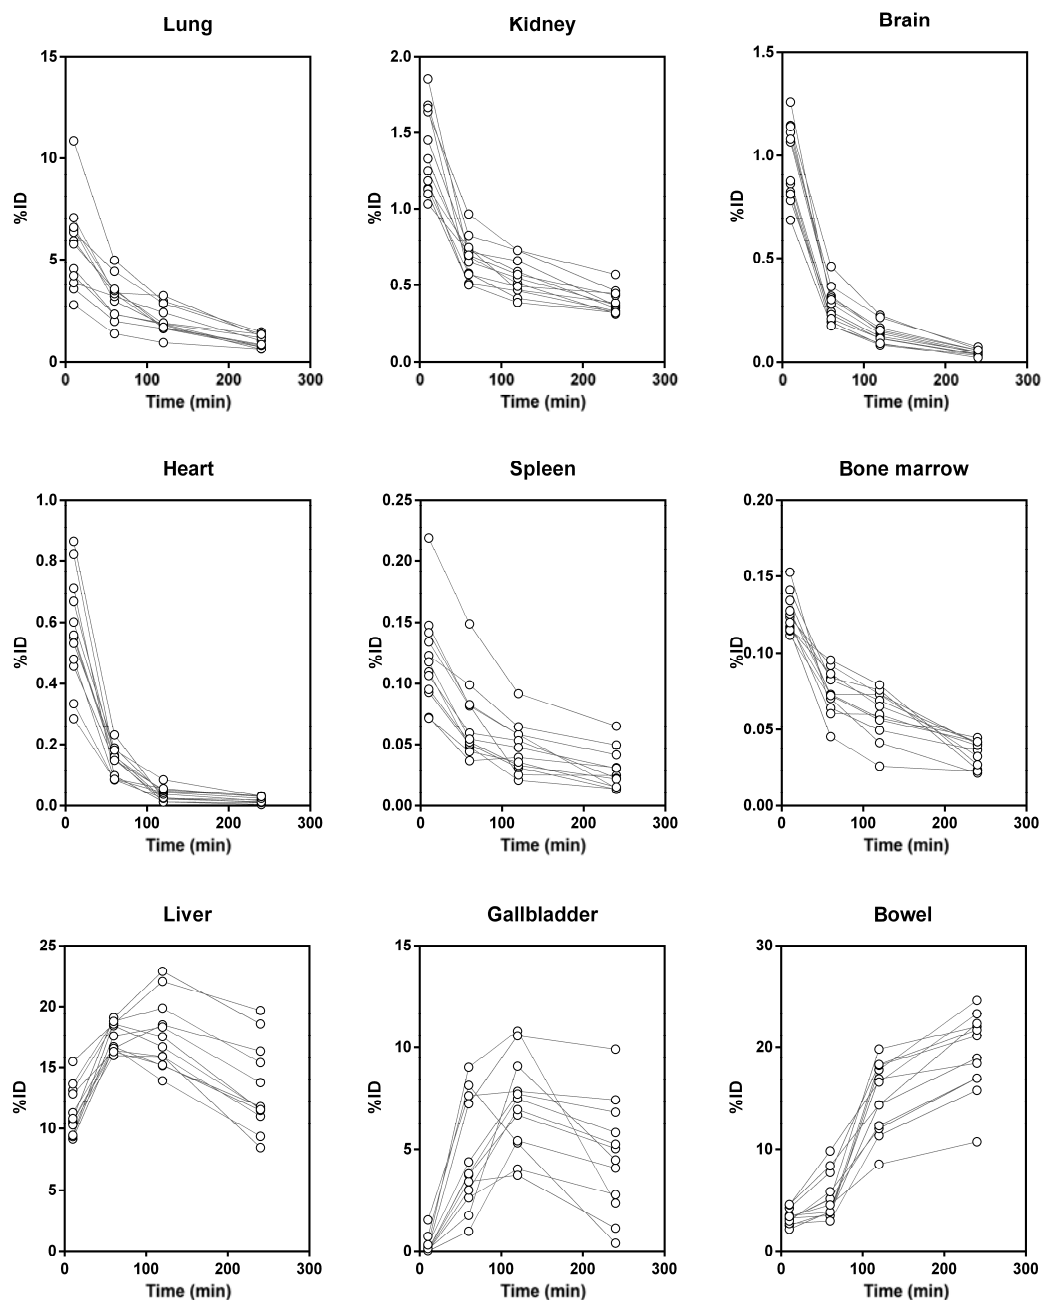 Lung
Kidney
Brain
15
10
5
0
%ID
0 100 200 300
Time (min)
2.0
1.5
1.0
0.5
0.0
%ID
0 100 200 300
Time (min)
1.5
1.0
0.5
0.0
%ID
0 100 200 300
Time (min)
Heart
Spleen
Bone marrow
1.0
0.8
0.6
0.4
0.2
0.0
%ID
0 100 200 300
Time (min)
0.25
0.20
0.15
0.10
0.05
0.00
%ID
0 100 200 300
Time (min)
0.20
0.15
0.10
0.05
0.00
%ID
0 100 200 300
Time (min)
Liver
Gallbladder
Bowel
25
20
15
10
5
0
%ID
0 100 200 300
Time (min)
15
10
5
0
%ID
0 100 200 300
Time (min)
30
20
10
0
%ID
0 100 200 300
Time (min)